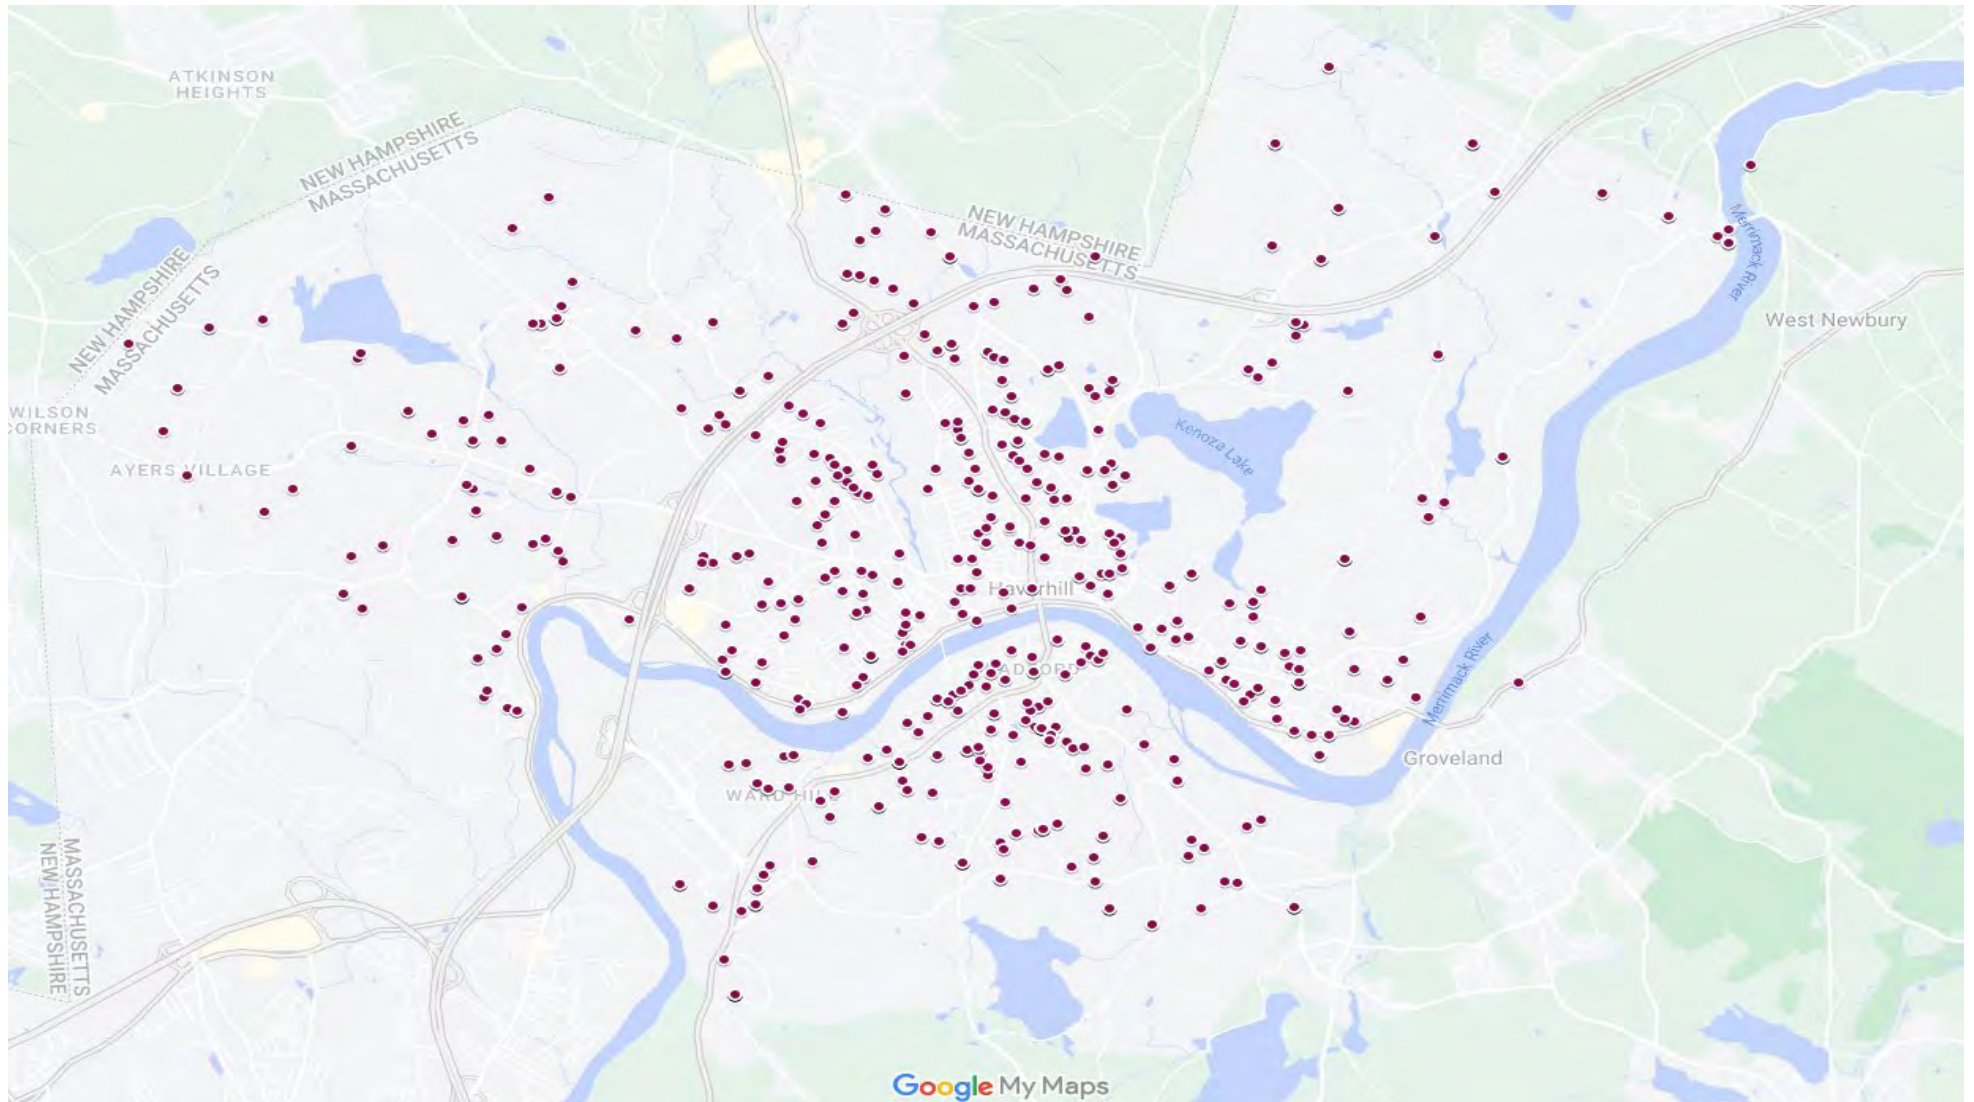 ATKINSON
HEIGHTS
NEW HAMPSHIRE
MASSACHUSETTS
NEW HAMPSHIRE
MASSACHUSETTS
Merrimack River
NEW HAMPSHIRE
MASSACHUSETTS
West Newbury
WILSON
CORNERS
Kenoza Lake
AYERS VILLAGE
Haverhill
ADFORD
Merrimack River
Groveland
WARD HILL
MASSACHUSETTS
NEW HAMPSHIRE
Google My Maps